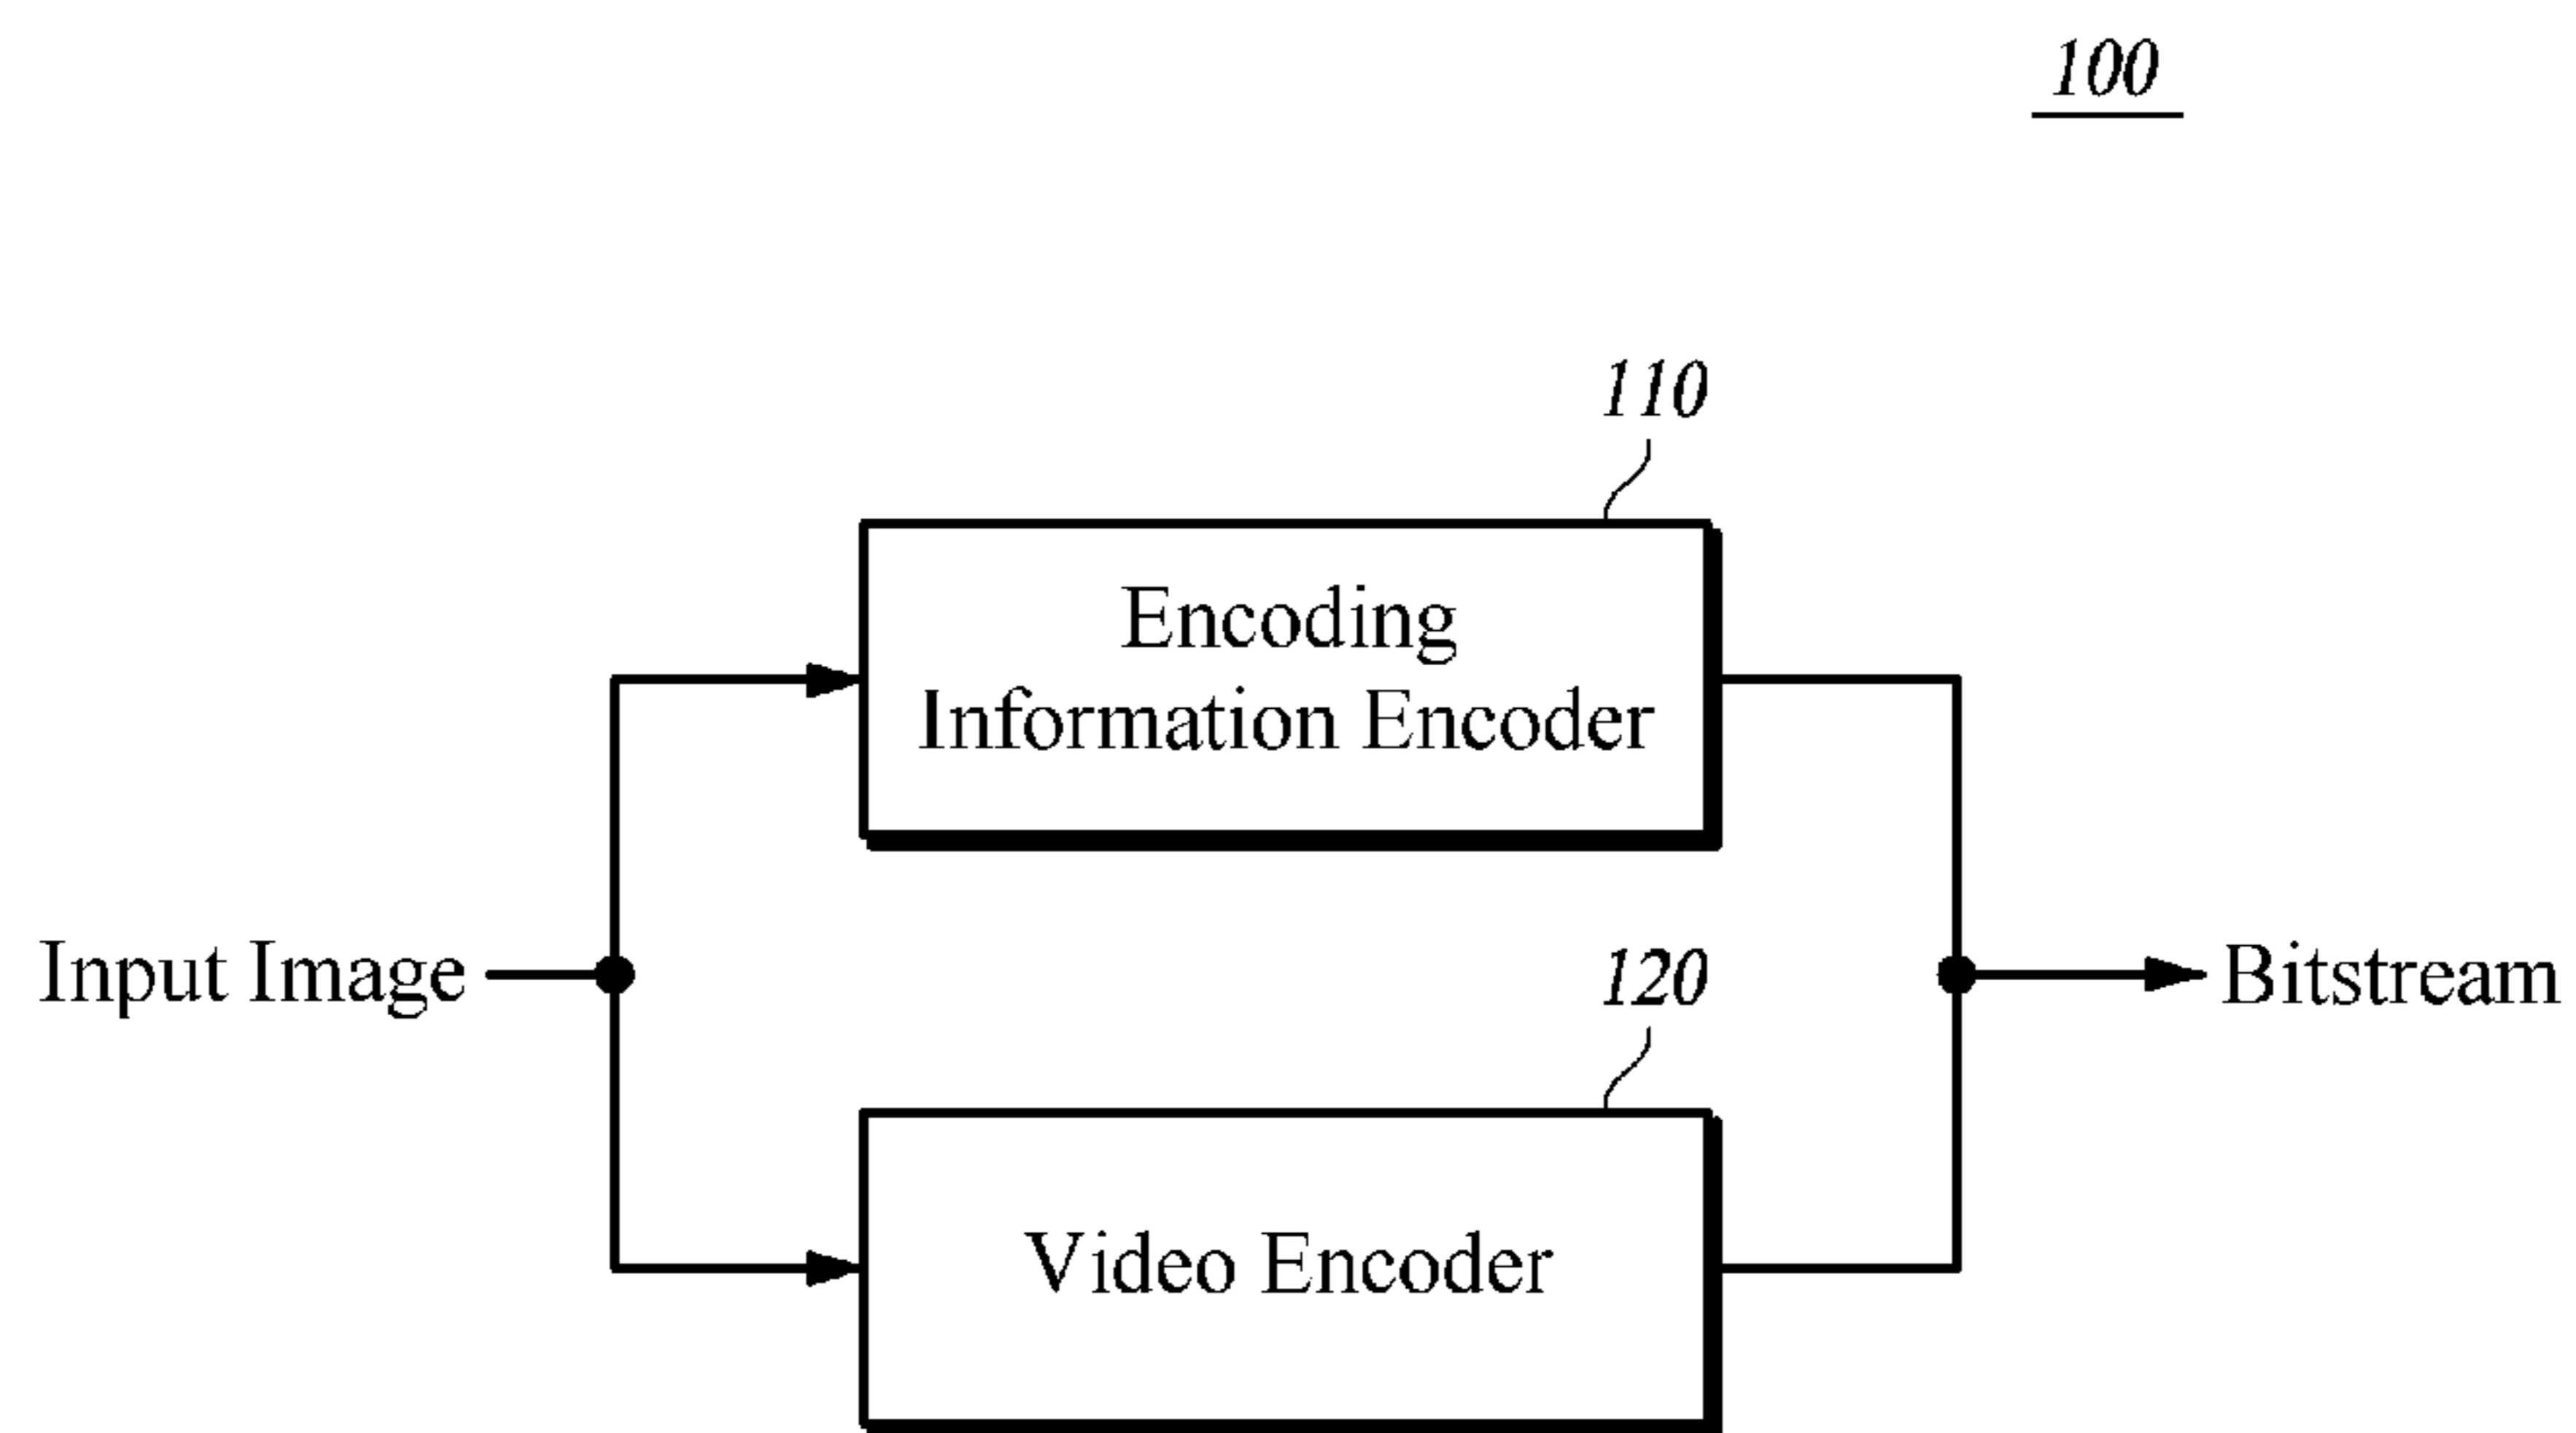 100
110
Encoding
Information Encoder
Input Image
Bitstream
120
Video Encoder